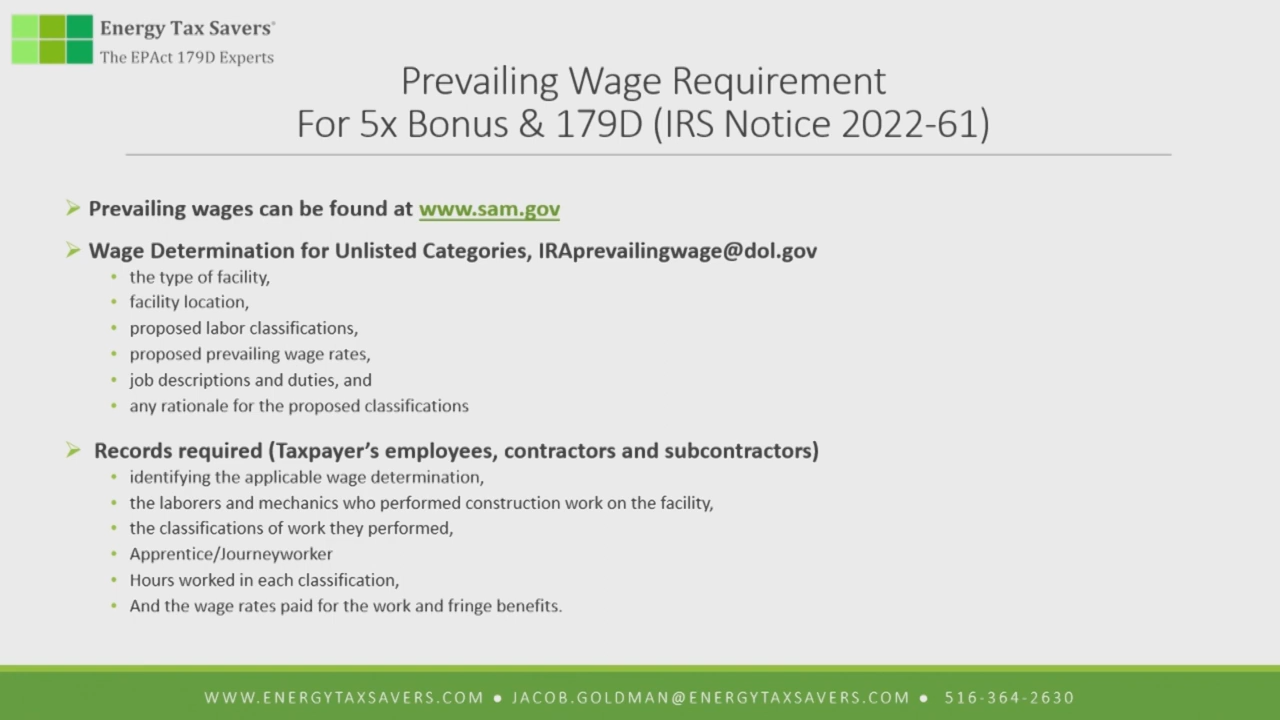 Energy Tax Savers®
The EPAct 179D Experts
Prevailing Wage Requirement
For 5x Bonus & 179D (IRS Notice 2022-61)
Prevailing wages can be found at www.sam.gov
Wage Determination for Unlisted Categories, IRAprevailingwage@dol.gov
the type of facility,
facility location,
proposed labor classifications,
proposed prevailing wage rates,
job descriptions and duties, and
any rationale for the proposed classifications
Records required (Taxpayer’s employees, contractors and subcontractors)
identifying the applicable wage determination,
the laborers and mechanics who performed construction work on the facility,
the classifications of work they performed,
Apprentice/Journeyworker
Hours worked in each classification,
And the wage rates paid for the work and fringe benefits.
WWW.ENERGYTAXSAVERS.COM ● JACOB.GOLDMAN@ENERGYTAXSAVERS.COM ● 516-364-2630